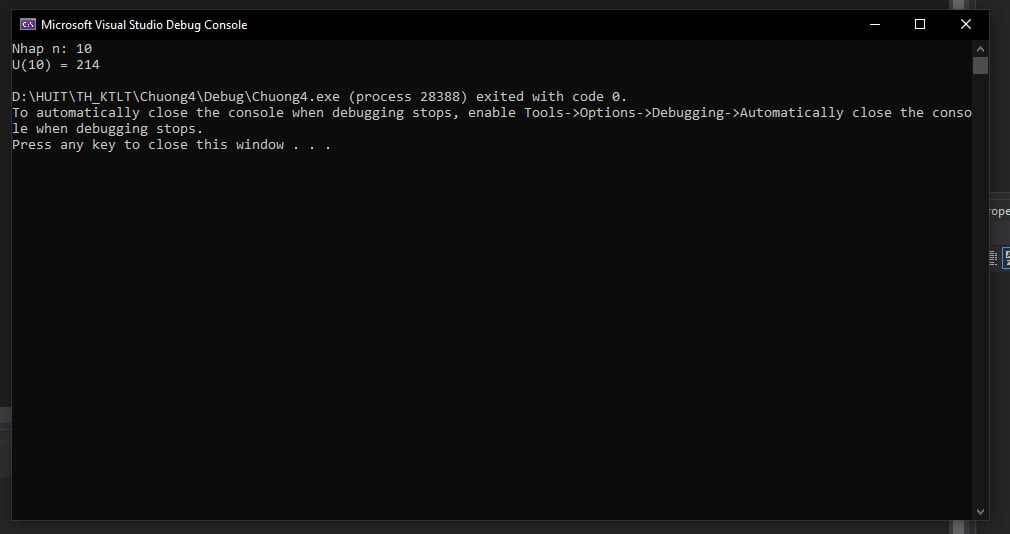 Microsoft Visual Studio Debug Console
Nhap n: 10
U(10) = 214
D:\HUIT\TH_KTLT\Chuong4\Debug\Chuong4.exe (process 28388) exited with code 0.
To automatically close the console when debugging stops, enable Tools->Options->Debugging->Automatically close the conso
le when debugging stops.
Press any key to close this window . . .